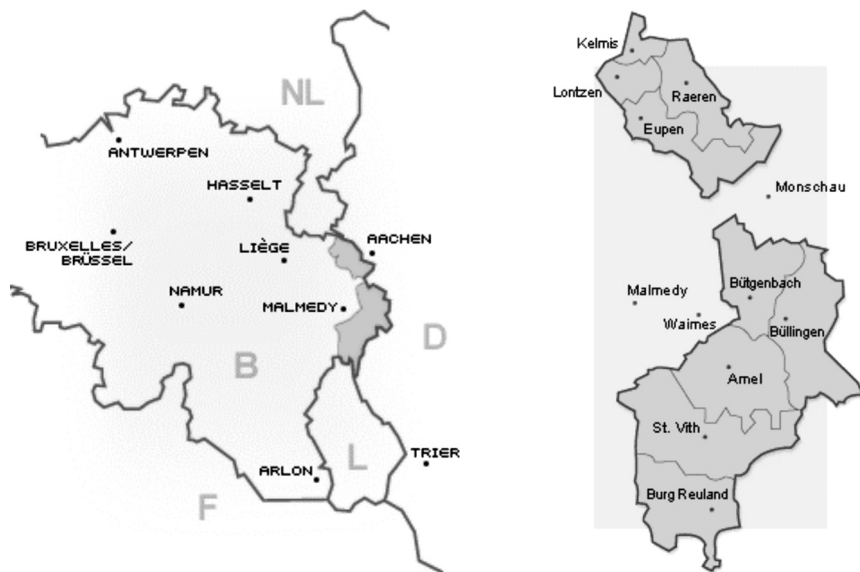 NL
ANTWERPEN
HASSELT
BRUXELLES/
BRÜSSEL
LIÈGE
AACHEN
NAMUR
MALMEDY
D
B
L
ARLON
TRIER
F
Kelmis
Lontzen
Raeren
Eupen
Monschau
Malmedy
Waimes
Bütgenbach
Büllingen
Amel
St. Vith
Burg Reuland